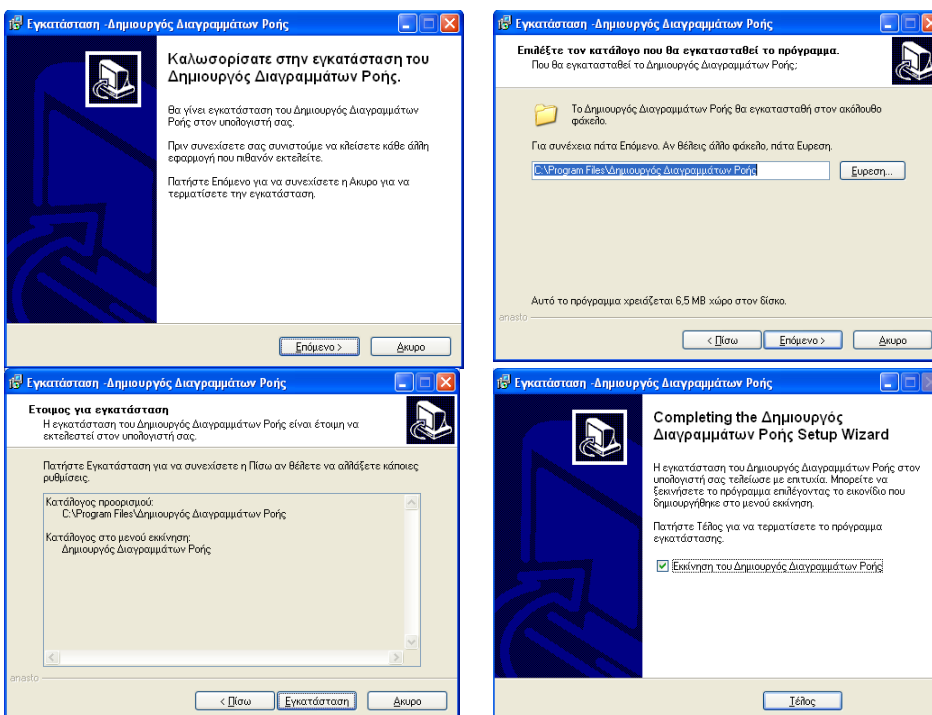 Εγκατάσταση -Δημιουργός Διαγραμμάτων Ροής
Καλωσορίσατε στην εγκατάσταση του
Δημιουργός Διαγραμμάτων Ροής.
Θα γίνει εγκατάσταση του Δημιουργός Διαγραμμάτων
Ροής στον υπολογιστή σας.
Πριν συνεχίσετε σας συνιστούμε να κλείσετε κάθε άλλη
εφαρμογή που πιθανόν εκτελείτε.
Πατήστε Επόμενο για να συνεχίσετε η Ακυρο για να
τερματίσετε την εγκατάσταση.
Επόμενο >
Ακυρο
Εγκατάσταση -Δημιουργός Διαγραμμάτων Ροής
Επιλέξτε τον κατάλογο που θα εγκατασταθεί το πρόγραμμα.
Που θα εγκατασταθεί το Δημιουργός Διαγραμμάτων Ροής;
Το Δημιουργός Διαγραμμάτων Ροής θα εγκατασταθή στον ακόλουθο
φάκελο.
Για συνέχεια πάτα Επόμενο. Αν θέλεις άλλο φάκελο, πάτα Ευρεση.
C:\Program Files\Δημιουργός Διαγραμμάτων Ροής
Ευρεση...
Αυτό το πρόγραμμα χρειάζεται 6,5 MB χώρο στον δίσκο.
anasto
< Πίσω
Επόμενο >
Ακυρο
Εγκατάσταση -Δημιουργός Διαγραμμάτων Ροής
Ετοιμος για εγκατάσταση
Η εγκατάσταση του Δημιουργός Διαγραμμάτων Ροής είναι έτοιμη να
εκτελεστεί στον υπολογιστή σας.
Πατήστε Εγκατάσταση για να συνεχίσετε η Πίσω αν θέλετε να αλλάξετε κάποιες
ρυθμίσεις.
Κατάλογος προορισμού:
C:\Program Files\Δημιουργός Διαγραμμάτων Ροής
Κατάλογος στο μενού εκκίνηση:
Δημιουργός Διαγραμμάτων Ροής
anasto
< Πίσω
Εγκατάσταση
Ακυρο
Εγκατάσταση -Δημιουργός Διαγραμμάτων Ροής
Completing the Δημιουργός
Διαγραμμάτων Ροής Setup Wizard
Η εγκατάσταση του Δημιουργός Διαγραμμάτων Ροής στον
υπολογιστή σας τελείωσε με επιτυχία. Μπορείτε να
ξεκινήσετε το πρόγραμμα επιλέγοντας το εικονίδιο που
δημιουργήθηκε στο μενού εκκίνηση.
Πατήστε Τέλος για να τερματίσετε το πρόγραμμα
εγκατάστασης.
Εκκίνηση του Δημιουργός Διαγραμμάτων Ροής
Τέλος